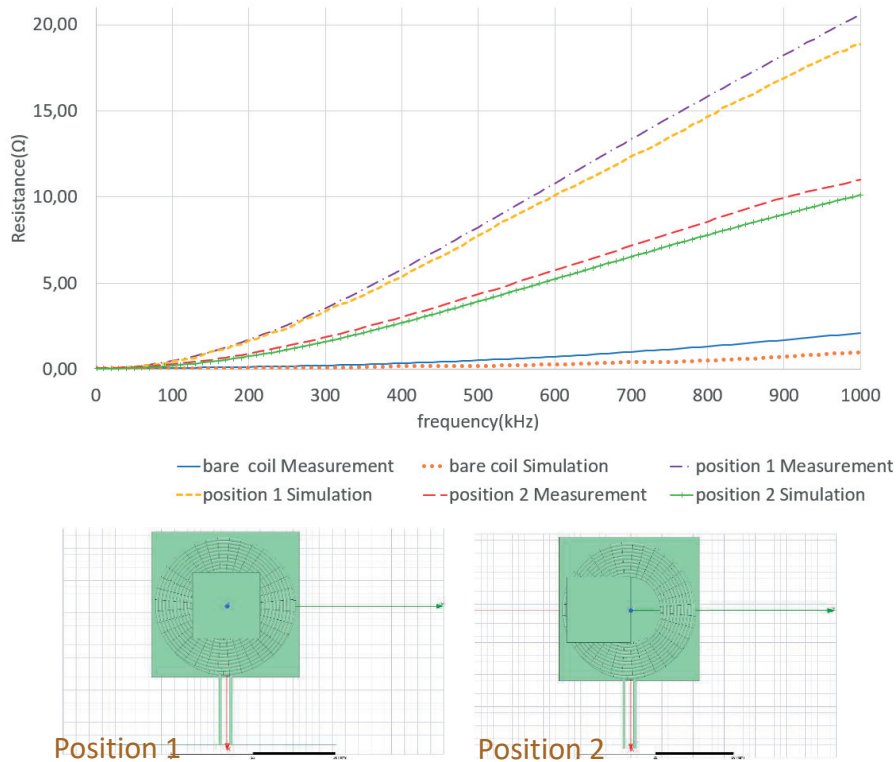 20,00
15,00
10,00
5,00
0,00
Resistance(Ω)
0 100 200 300 400 500 600 700 800 900 1000
frequency(kHz)
bare coil Measurement bare coil Simulation position 1 Measurement
position 1 Simulation position 2 Measurement position 2 Simulation
Position 1 Position 2